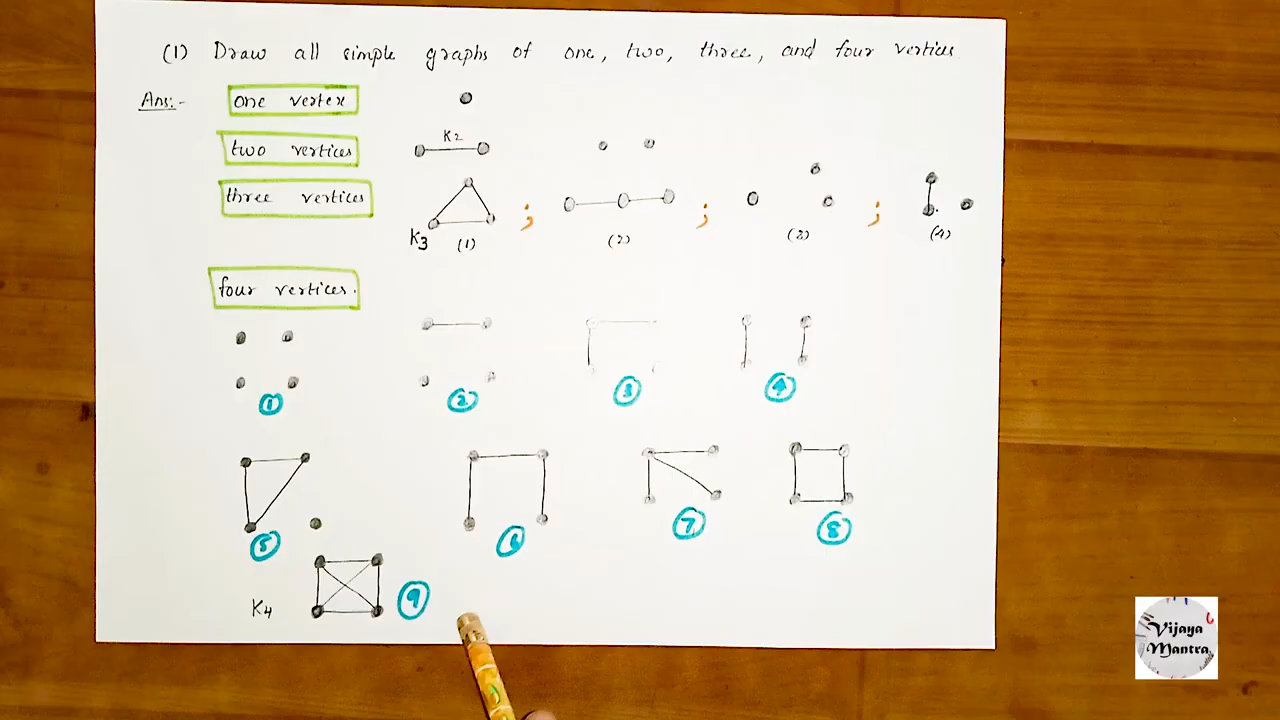 (1) Draw all simple graphs of one, two, three, and four vertices.
Ans:- one vertex
two vertices K2
three vertices
K3 (1) ; (2) ; (3) ; (4)
four vertices.
1 2 3 4
5 6 7 8
K4 9
Vijaya
Mantra